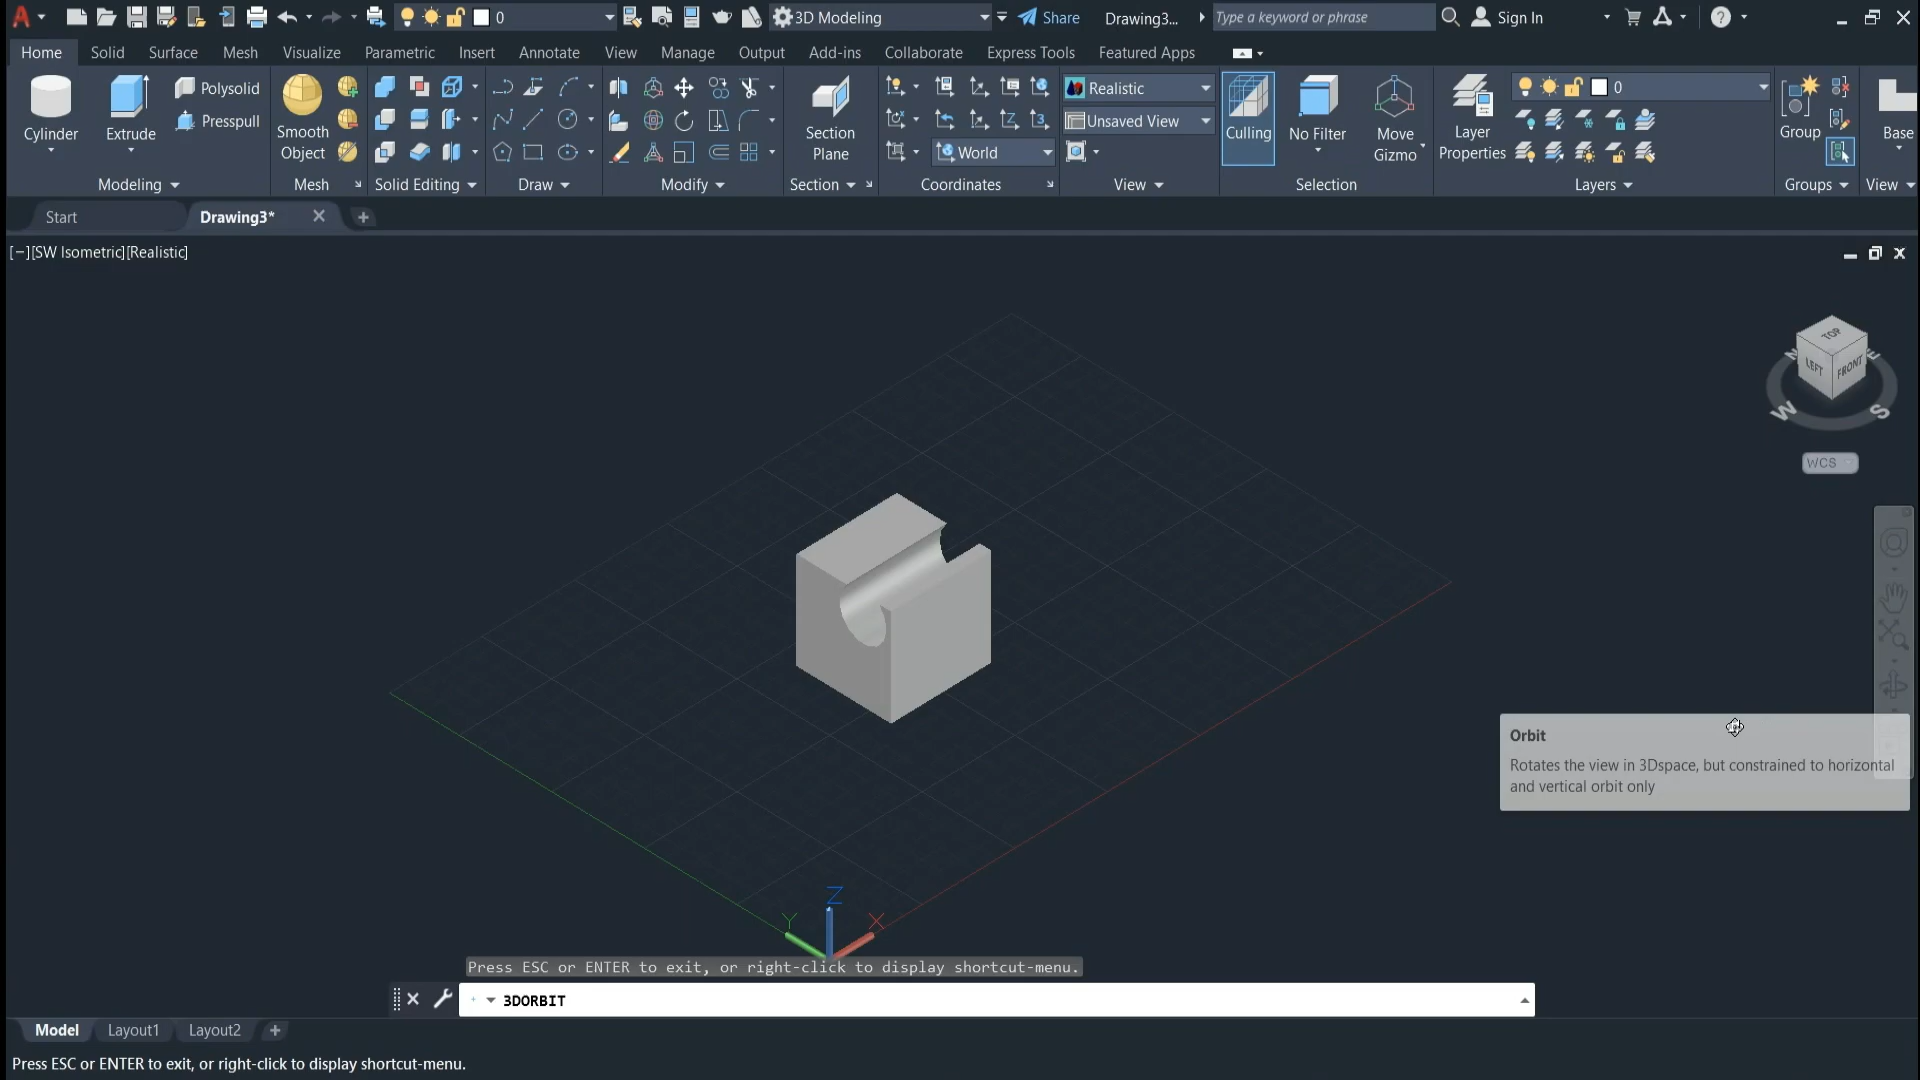 0
3D Modeling
Share
Drawing3...
Type a keyword or phrase
Sign In
Home
Solid
Surface
Mesh
Visualize
Parametric
Insert
Annotate
View
Manage
Output
Add-ins
Collaborate
Express Tools
Featured Apps
Cylinder
Extrude
Polysolid
Presspull
Smooth
Object
Section
Plane
World
Realistic
Unsaved View
Culling
No Filter
Move
Gizmo
Layer
Properties
0
Group
Base
Modeling
Mesh
Solid Editing
Draw
Modify
Section
Coordinates
View
Selection
Layers
Groups
View
Start
Drawing3*
[−][SW Isometric][Realistic]
TOP
LEFT
FRONT
N
E
W
S
WCS
Orbit
Rotates the view in 3Dspace, but constrained to horizontal
and vertical orbit only
Z
Y
X
Press ESC or ENTER to exit, or right-click to display shortcut-menu.
3DORBIT
Model
Layout1
Layout2
Press ESC or ENTER to exit, or right-click to display shortcut-menu.